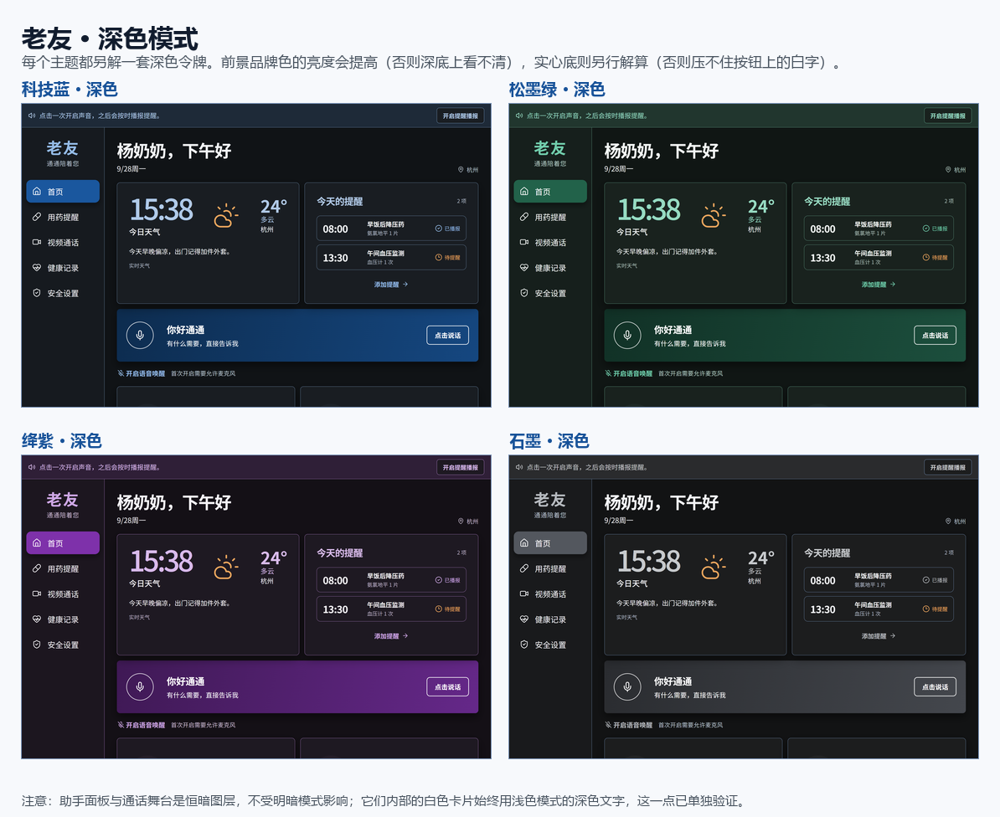 老友·深色模式
每个主题都另解一套深色令牌。前景品牌色的亮度会提高（否则深底上看不清），实心底则另行解算（否则压不住按钮上的白字）。
科技蓝·深色
点击一次开启声音，之后会按时播报提醒。 开启提醒播报
老友
通通陪着您
首页
用药提醒
视频通话
健康记录
安全设置
杨奶奶，下午好
9/28周一 杭州
15:38
24°
多云
杭州
今日天气
今天早晚偏凉，出门记得加件外套。
实时天气
今天的提醒 2 项
08:00 早饭后降压药 已播报
氨氯地平 1 片
13:30 午间血压监测 待提醒
血压计 1 次
添加提醒 →
你好通通
有什么需要，直接告诉我
点击说话
开启语音唤醒 首次开启需要允许麦克风
松墨绿·深色
点击一次开启声音，之后会按时播报提醒。 开启提醒播报
老友
通通陪着您
首页
用药提醒
视频通话
健康记录
安全设置
杨奶奶，下午好
9/28周一 杭州
15:38
24°
多云
杭州
今日天气
今天早晚偏凉，出门记得加件外套。
实时天气
今天的提醒 2 项
08:00 早饭后降压药 已播报
氨氯地平 1 片
13:30 午间血压监测 待提醒
血压计 1 次
添加提醒 →
你好通通
有什么需要，直接告诉我
点击说话
开启语音唤醒 首次开启需要允许麦克风
绛紫·深色
点击一次开启声音，之后会按时播报提醒。 开启提醒播报
老友
通通陪着您
首页
用药提醒
视频通话
健康记录
安全设置
杨奶奶，下午好
9/28周一 杭州
15:38
24°
多云
杭州
今日天气
今天早晚偏凉，出门记得加件外套。
实时天气
今天的提醒 2 项
08:00 早饭后降压药 已播报
氨氯地平 1 片
13:30 午间血压监测 待提醒
血压计 1 次
添加提醒 →
你好通通
有什么需要，直接告诉我
点击说话
开启语音唤醒 首次开启需要允许麦克风
石墨·深色
点击一次开启声音，之后会按时播报提醒。 开启提醒播报
老友
通通陪着您
首页
用药提醒
视频通话
健康记录
安全设置
杨奶奶，下午好
9/28周一 杭州
15:38
24°
多云
杭州
今日天气
今天早晚偏凉，出门记得加件外套。
实时天气
今天的提醒 2 项
08:00 早饭后降压药 已播报
氨氯地平 1 片
13:30 午间血压监测 待提醒
血压计 1 次
添加提醒 →
你好通通
有什么需要，直接告诉我
点击说话
开启语音唤醒 首次开启需要允许麦克风
注意：助手面板与通话舞台是恒暗图层，不受明暗模式影响；它们内部的白色卡片始终用浅色模式的深色文字，这一点已单独验证。